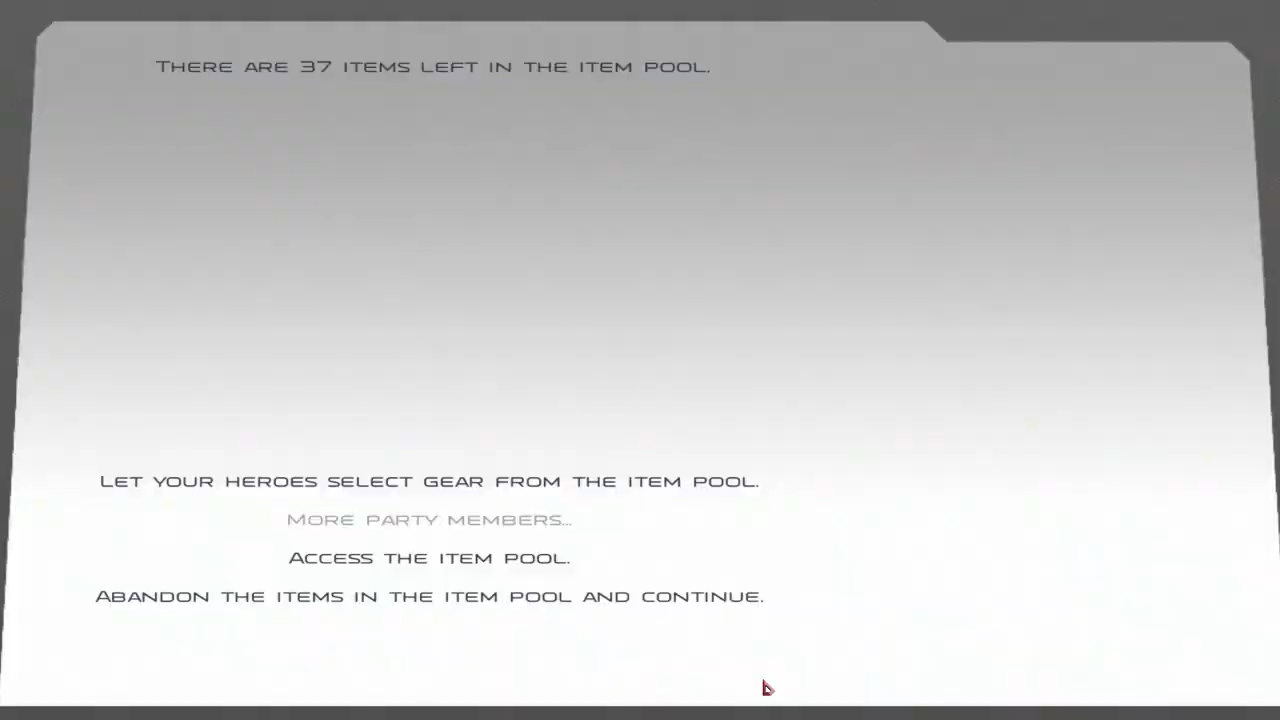 There are 37 items left in the item pool.
Let your heroes select gear from the item pool.
More party members...
Access the item pool.
Abandon the items in the item pool and continue.